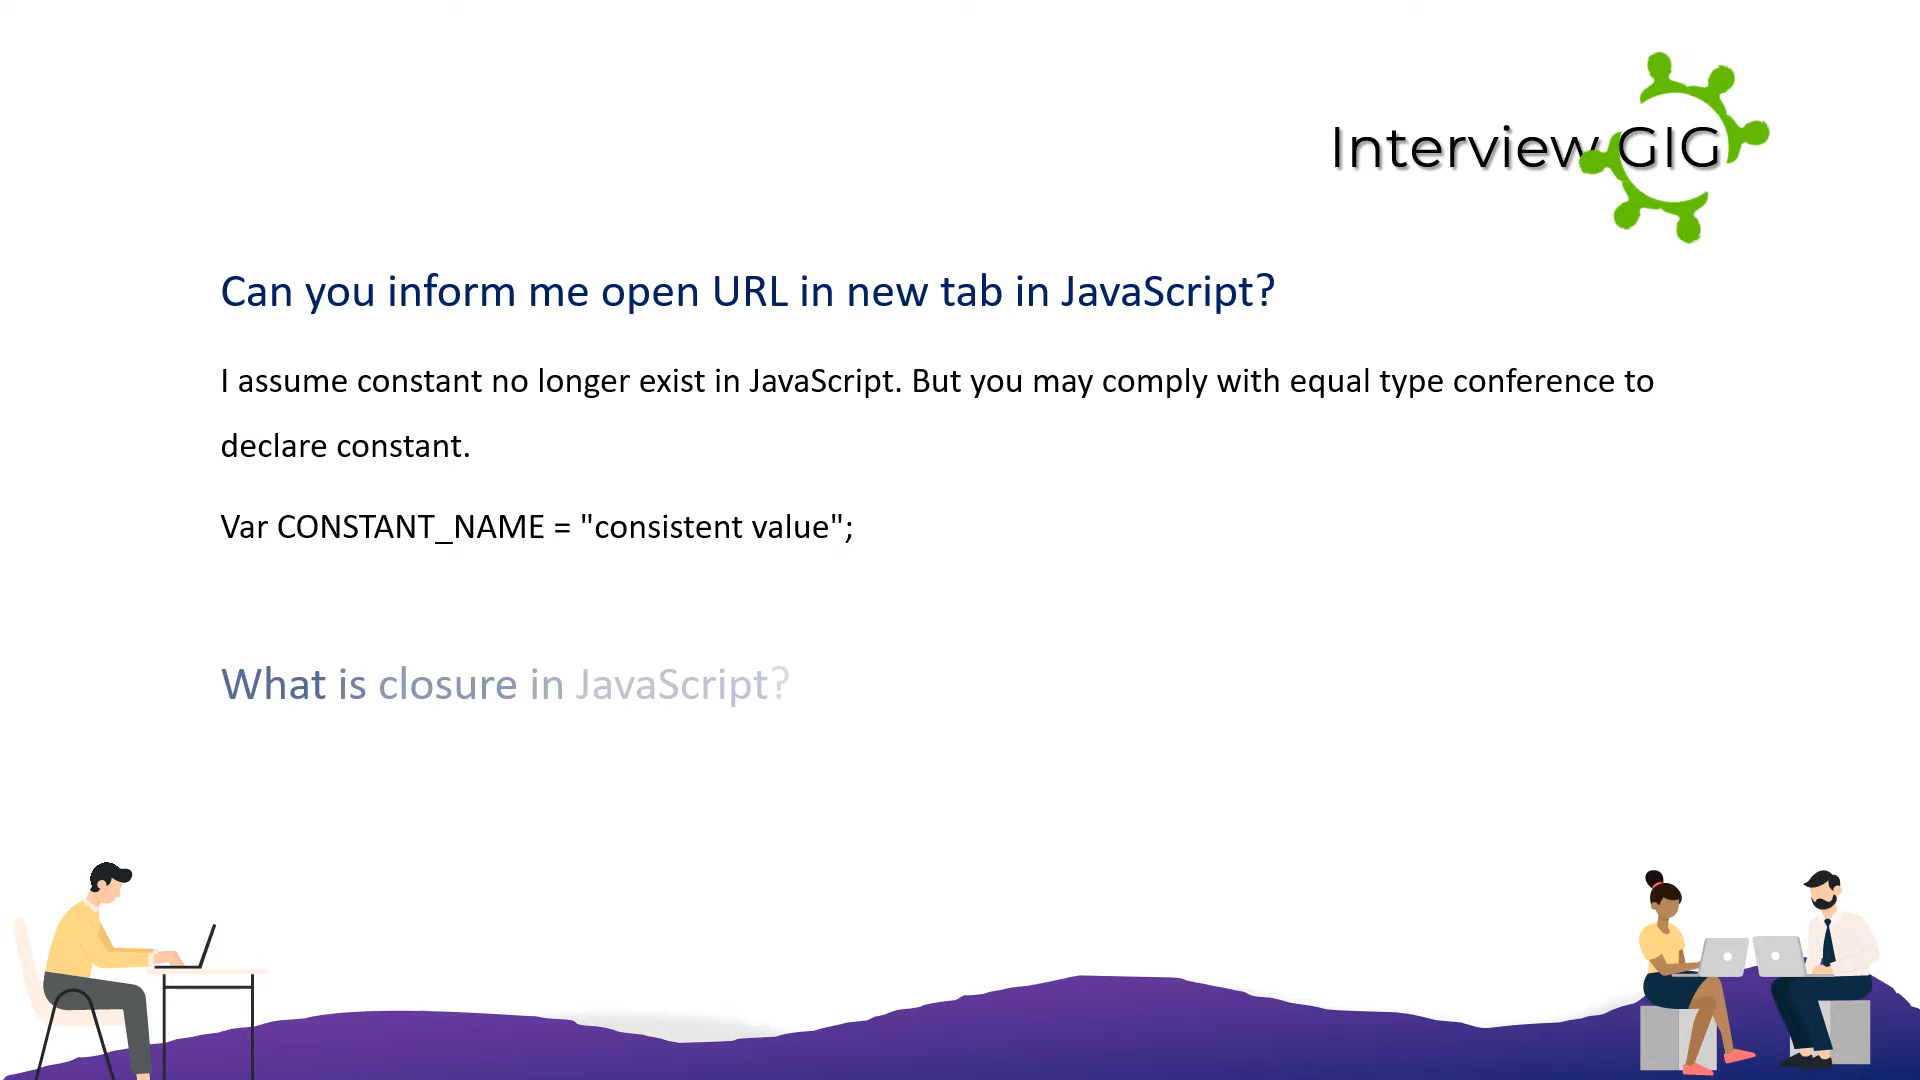 Interview GIG
Can you inform me open URL in new tab in JavaScript?
I assume constant no longer exist in JavaScript. But you may comply with equal type conference to
declare constant.
Var CONSTANT_NAME = "consistent value";
What is closure in JavaScript?